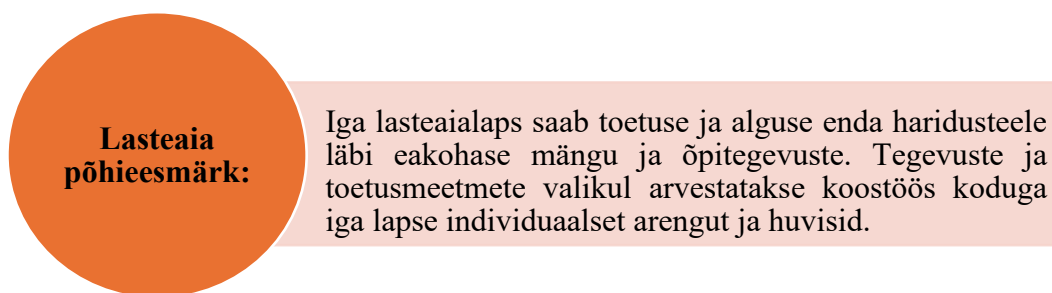 Lasteaia
põhieesmärk:
Iga lasteaialaps saab toetuse ja alguse enda haridusteele
läbi eakohase mängu ja õpitegevuste. Tegevuste ja
toetusmeetmete valikul arvestatakse koostöös koduga
iga lapse individuaalset arengut ja huvisid.